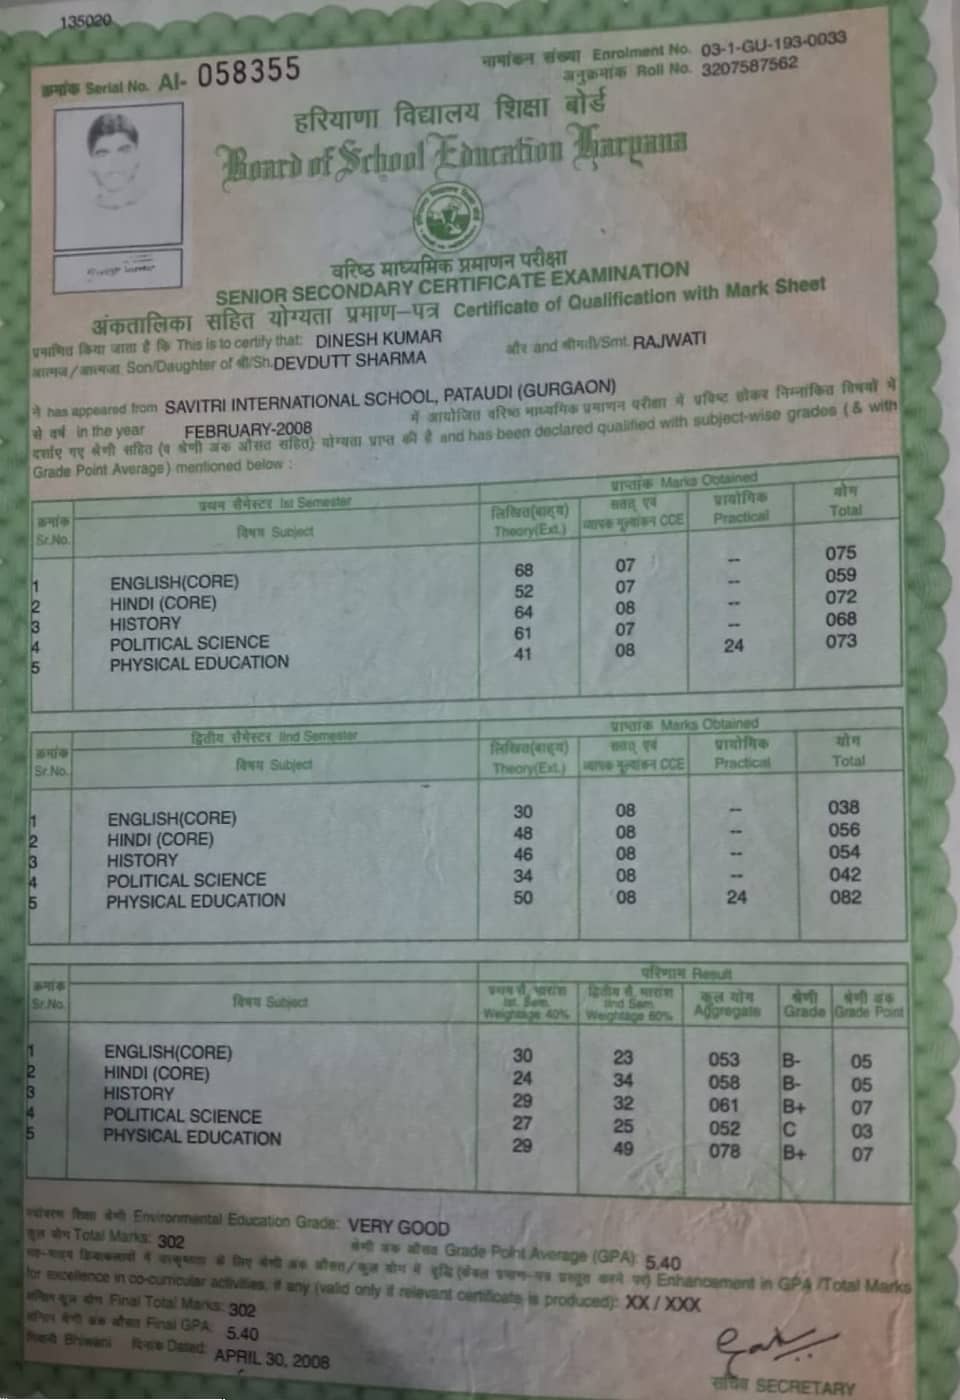 135020
क्रमांक Serial No. AI- 058355
नामांकन संख्या Enrolment No. 03-1-GU-193-0033
अनुक्रमांक Roll No. 3207587562
हरियाणा विद्यालय शिक्षा बोर्ड
Board of School Education Haryana
वरिष्ठ माध्यमिक प्रमाणन परीक्षा
SENIOR SECONDARY CERTIFICATE EXAMINATION
अंकतालिका सहित योग्यता प्रमाण-पत्र Certificate of Qualification with Mark Sheet
प्रमाणित किया जाता है कि This is to certify that: DINESH KUMAR
आत्मज/आत्मजा Son/Daughter of श्री/Sh. DEVDUTT SHARMA और and श्रीमती/Smt. RAJWATI
ने has appeared from SAVITRI INTERNATIONAL SCHOOL, PATAUDI (GURGAON)
से वर्ष in the year FEBRUARY-2008 में आयोजित वरिष्ठ माध्यमिक प्रमाणन परीक्षा में प्रविष्ट होकर निम्नांकित विषयों में
दर्शाए गए श्रेणी सहित (व श्रेणी अंक औसत सहित) योग्यता प्राप्त की है and has been declared qualified with subject-wise grades (& with
Grade Point Average) mentioned below :
क्रमांक Sr.No. प्रथम सैमेस्टर Ist Semester प्राप्तांक Marks Obtained
विषय Subject लिखित(बाह्य) Theory(Ext.) सतत् एवं व्यापक मूल्यांकन CCE प्रायोगिक Practical योग Total
1 ENGLISH(CORE) 68 07 -- 075
2 HINDI (CORE) 52 07 -- 059
3 HISTORY 64 08 -- 072
4 POLITICAL SCIENCE 61 07 -- 068
5 PHYSICAL EDUCATION 41 08 24 073
क्रमांक Sr.No. द्वितीय सैमेस्टर IInd Semester प्राप्तांक Marks Obtained
विषय Subject लिखित(बाह्य) Theory(Ext.) सतत् एवं व्यापक मूल्यांकन CCE प्रायोगिक Practical योग Total
1 ENGLISH(CORE) 30 08 -- 038
2 HINDI (CORE) 48 08 -- 056
3 HISTORY 46 08 -- 054
4 POLITICAL SCIENCE 34 08 -- 042
5 PHYSICAL EDUCATION 50 08 24 082
क्रमांक Sr.No. परिणाम Result
विषय Subject प्रथम सै. भारांश Ist. Sem. Weightage 40% द्वितीय सै. भारांश IInd Sem. Weightage 60% कुल योग Aggregate श्रेणी Grade श्रेणी अंक Grade Point
1 ENGLISH(CORE) 30 23 053 B- 05
2 HINDI (CORE) 24 34 058 B- 05
3 HISTORY 29 32 061 B+ 07
4 POLITICAL SCIENCE 27 25 052 C 03
5 PHYSICAL EDUCATION 29 49 078 B+ 07
पर्यावरण शिक्षा श्रेणी Environmental Education Grade: VERY GOOD
कुल योग Total Marks: 302 श्रेणी अंक औसत Grade Point Average (GPA): 5.40
के लिए श्रेणी अंक औसत/कुल योग में वृद्धि (केवल प्रमाण-पत्र प्रस्तुत करने पर) Enhancement in GPA /Total Marks
for excellence in co-curricular activities, if any (valid only if relevant certificate is produced): XX / XXX
अन्तिम कुल योग Final Total Marks: 302
अन्तिम श्रेणी अंक औसत Final GPA: 5.40
भिवानी Bhiwani दिनांक Dated: APRIL 30, 2008
सचिव SECRETARY